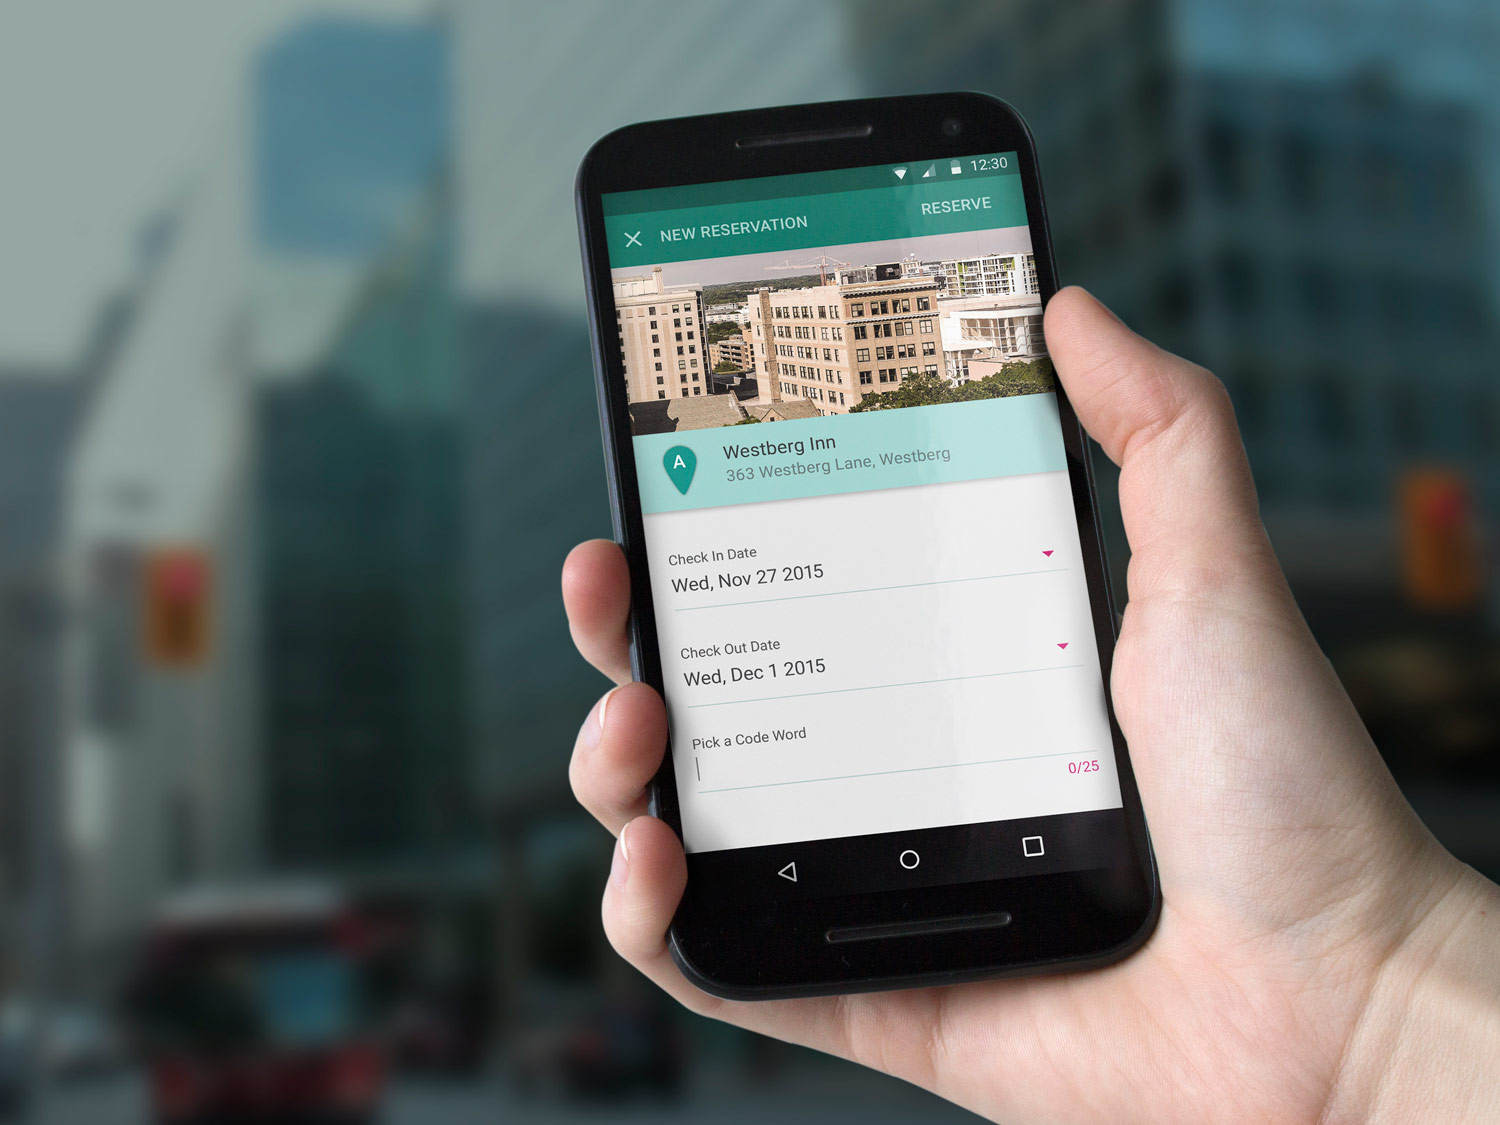 12:30
NEW RESERVATION
RESERVE
Westberg Inn
A
363 Westberg Lane, Westberg
Check In Date
Wed, Nov 27 2015
Check Out Date
Wed, Dec 1 2015
Pick a Code Word
0/25